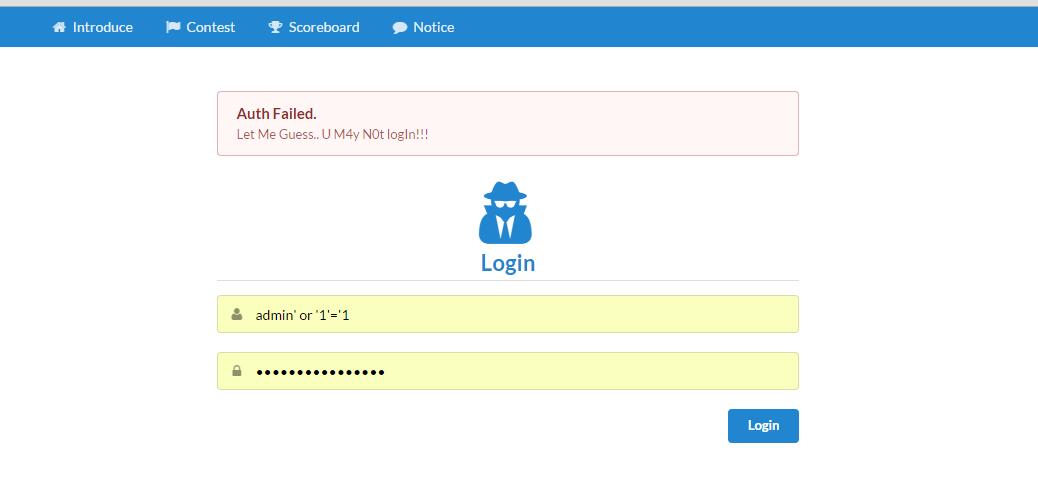 Introduce Contest Scoreboard Notice
Auth Failed.
Let Me Guess.. U M4y N0t logIn!!!
Login
admin' or '1'='1
••••••••••••••••
Login